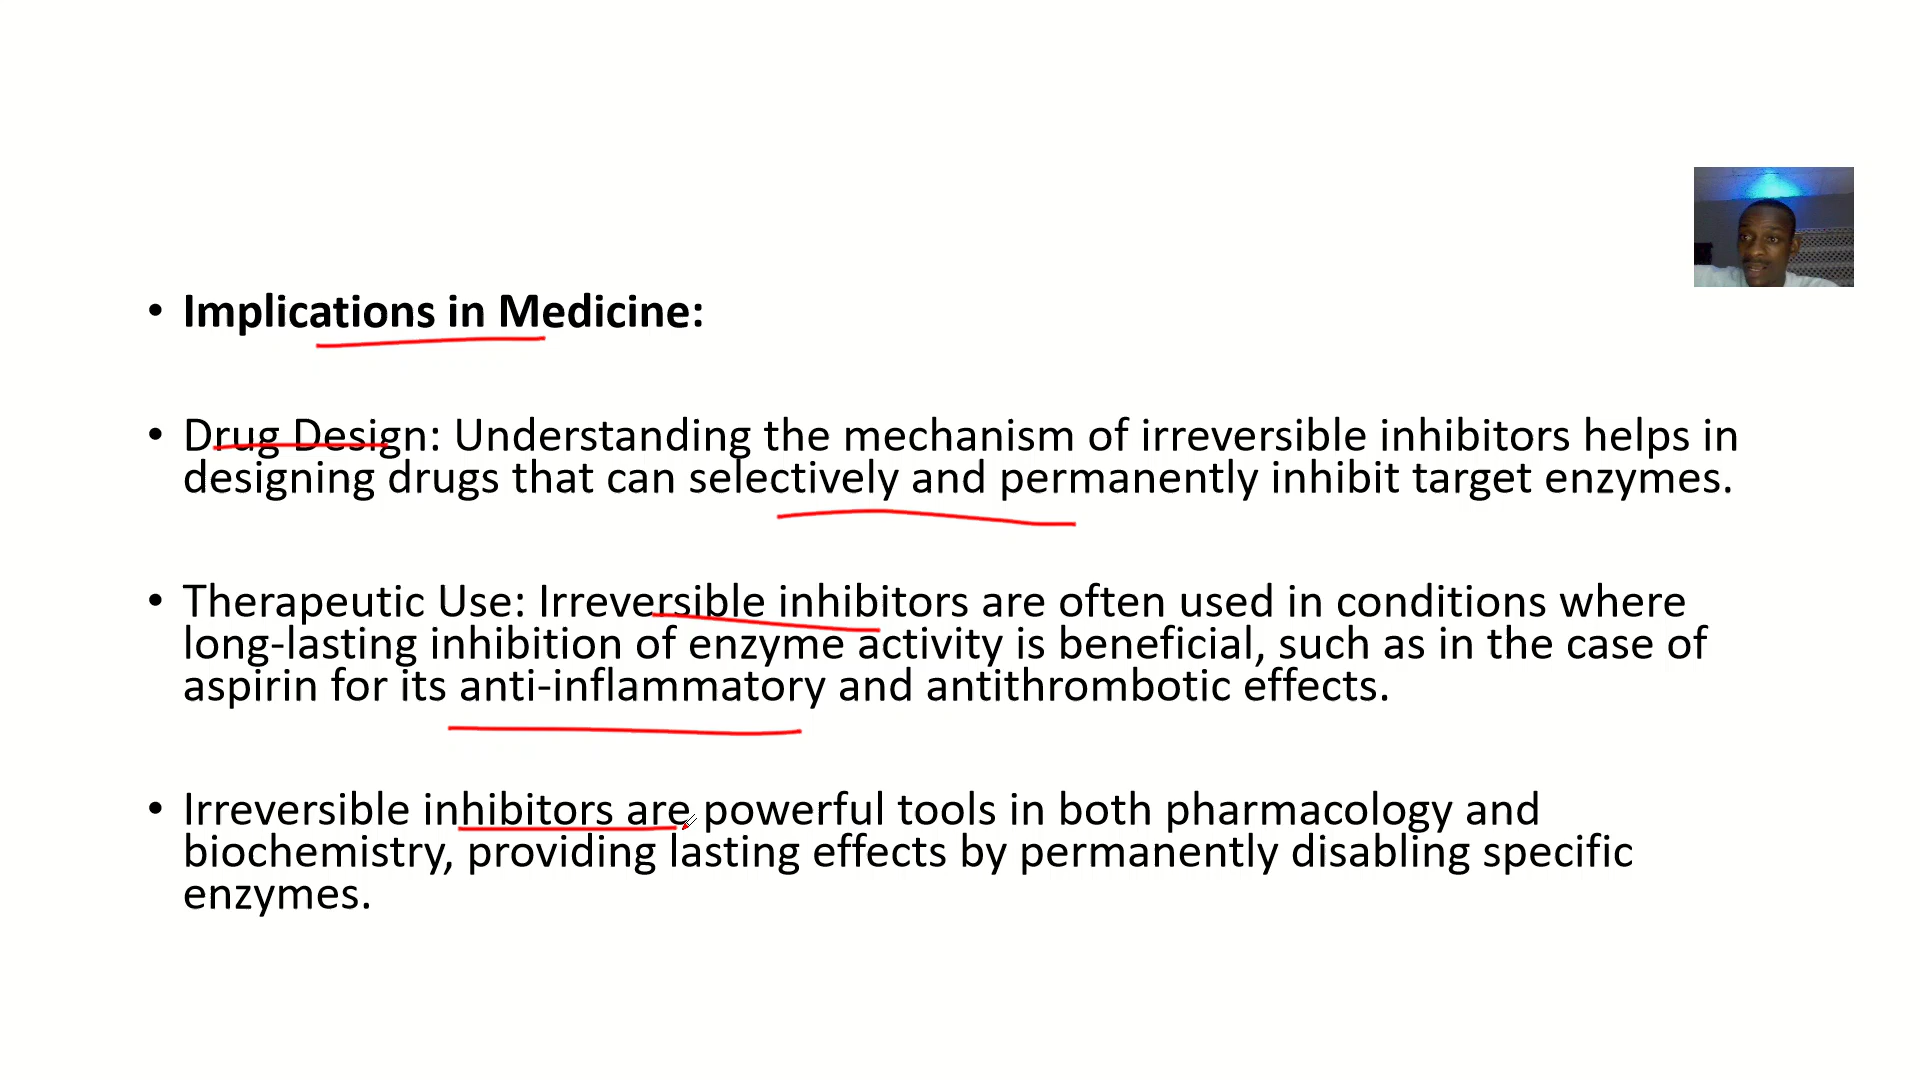 • Implications in Medicine:
• Drug Design: Understanding the mechanism of irreversible inhibitors helps in
designing drugs that can selectively and permanently inhibit target enzymes.
• Therapeutic Use: Irreversible inhibitors are often used in conditions where
long-lasting inhibition of enzyme activity is beneficial, such as in the case of
aspirin for its anti-inflammatory and antithrombotic effects.
• Irreversible inhibitors are powerful tools in both pharmacology and
biochemistry, providing lasting effects by permanently disabling specific
enzymes.